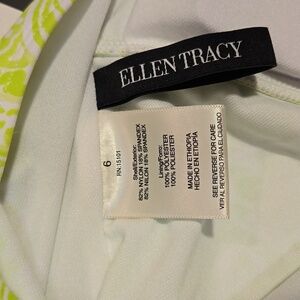 ELLEN TRACY
6
RN:15101
Shell/Exterior:
82% NYLON 18% SPANDEX
82% NILON 18% SPANDEX
Lining/Forro:
100% POLYESTER
100% POLIESTER
MADE IN ETHIOPIA
HECHO EN ETIOPIA
SEE REVERSE FOR CARE
VER AL REVERSO PARA EL CUIDADO